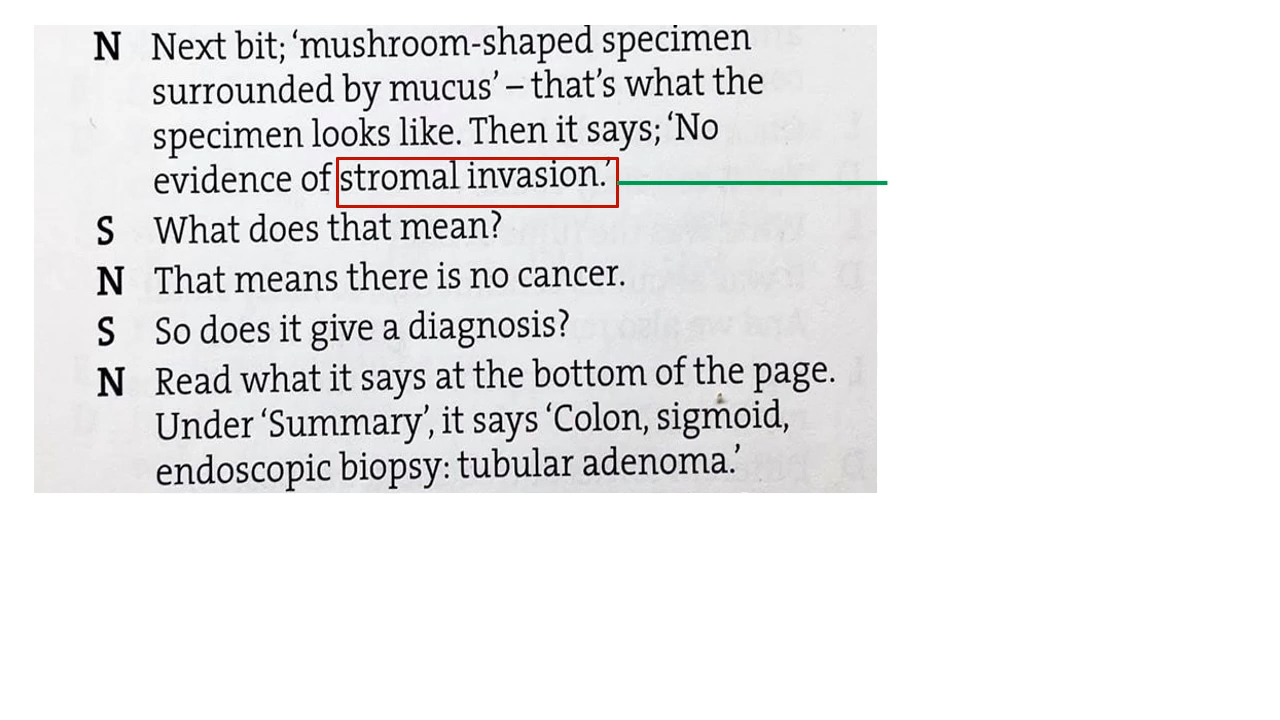 N Next bit; ‘mushroom-shaped specimen
surrounded by mucus’ – that’s what the
specimen looks like. Then it says; ‘No
evidence of stromal invasion.’
S What does that mean?
N That means there is no cancer.
S So does it give a diagnosis?
N Read what it says at the bottom of the page.
Under ‘Summary’, it says ‘Colon, sigmoid,
endoscopic biopsy: tubular adenoma.’